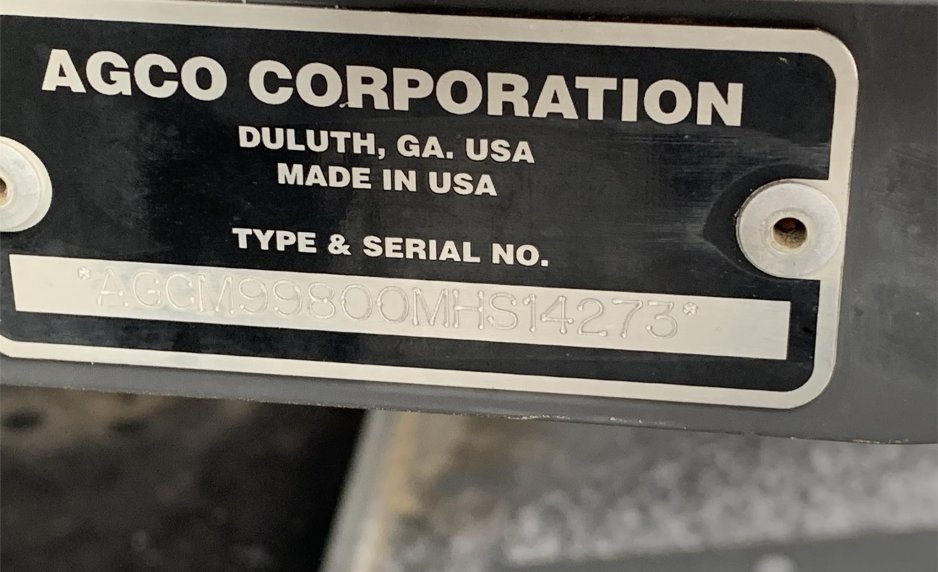 AGCO CORPORATION
DULUTH, GA. USA
MADE IN USA
TYPE & SERIAL NO.
*AGCM99800MHS14273*